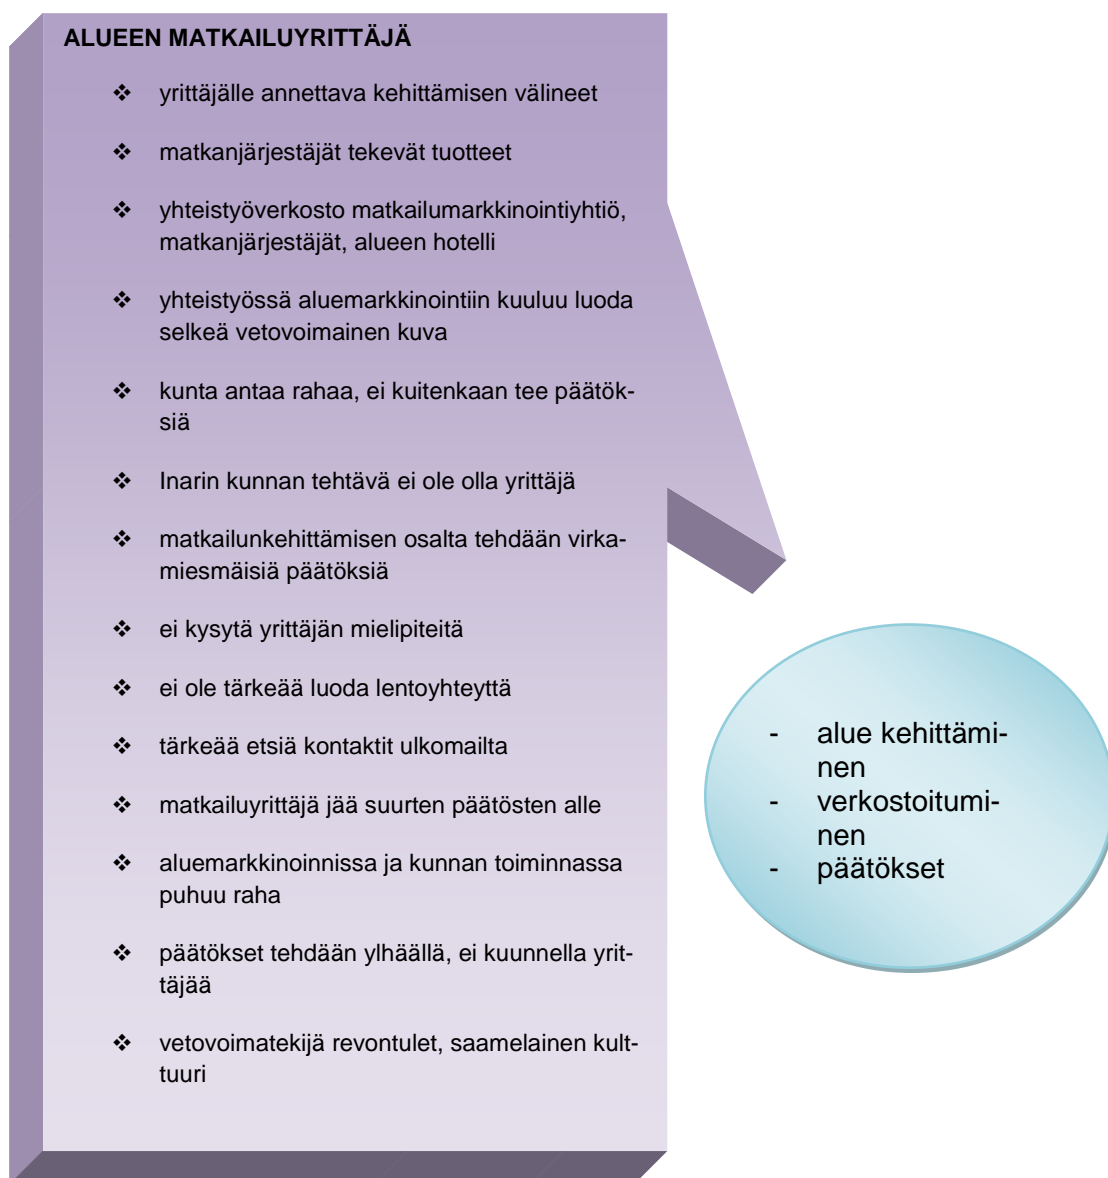 ALUEEN MATKAILUYRITTÄJÄ
❖ yrittäjälle annettava kehittämisen välineet
❖ matkanjärjestäjät tekevät tuotteet
❖ yhteistyöverkosto matkailumarkkinointiyhtiö,
matkanjärjestäjät, alueen hotelli
❖ yhteistyössä aluemarkkinointiin kuuluu luoda
selkeä vetovoimainen kuva
❖ kunta antaa rahaa, ei kuitenkaan tee päätök-
siä
❖ Inarin kunnan tehtävä ei ole olla yrittäjä
❖ matkailunkehittämisen osalta tehdään virka-
miesmäisiä päätöksiä
❖ ei kysytä yrittäjän mielipiteitä
❖ ei ole tärkeää luoda lentoyhteyttä
❖ tärkeää etsiä kontaktit ulkomailta
❖ matkailuyrittäjä jää suurten päätösten alle
❖ aluemarkkinoinnissa ja kunnan toiminnassa
puhuu raha
❖ päätökset tehdään ylhäällä, ei kuunnella yrit-
täjää
❖ vetovoimatekijä revontulet, saamelainen kult-
tuuri
- alue kehittämi-
nen
- verkostoitumi-
nen
- päätökset